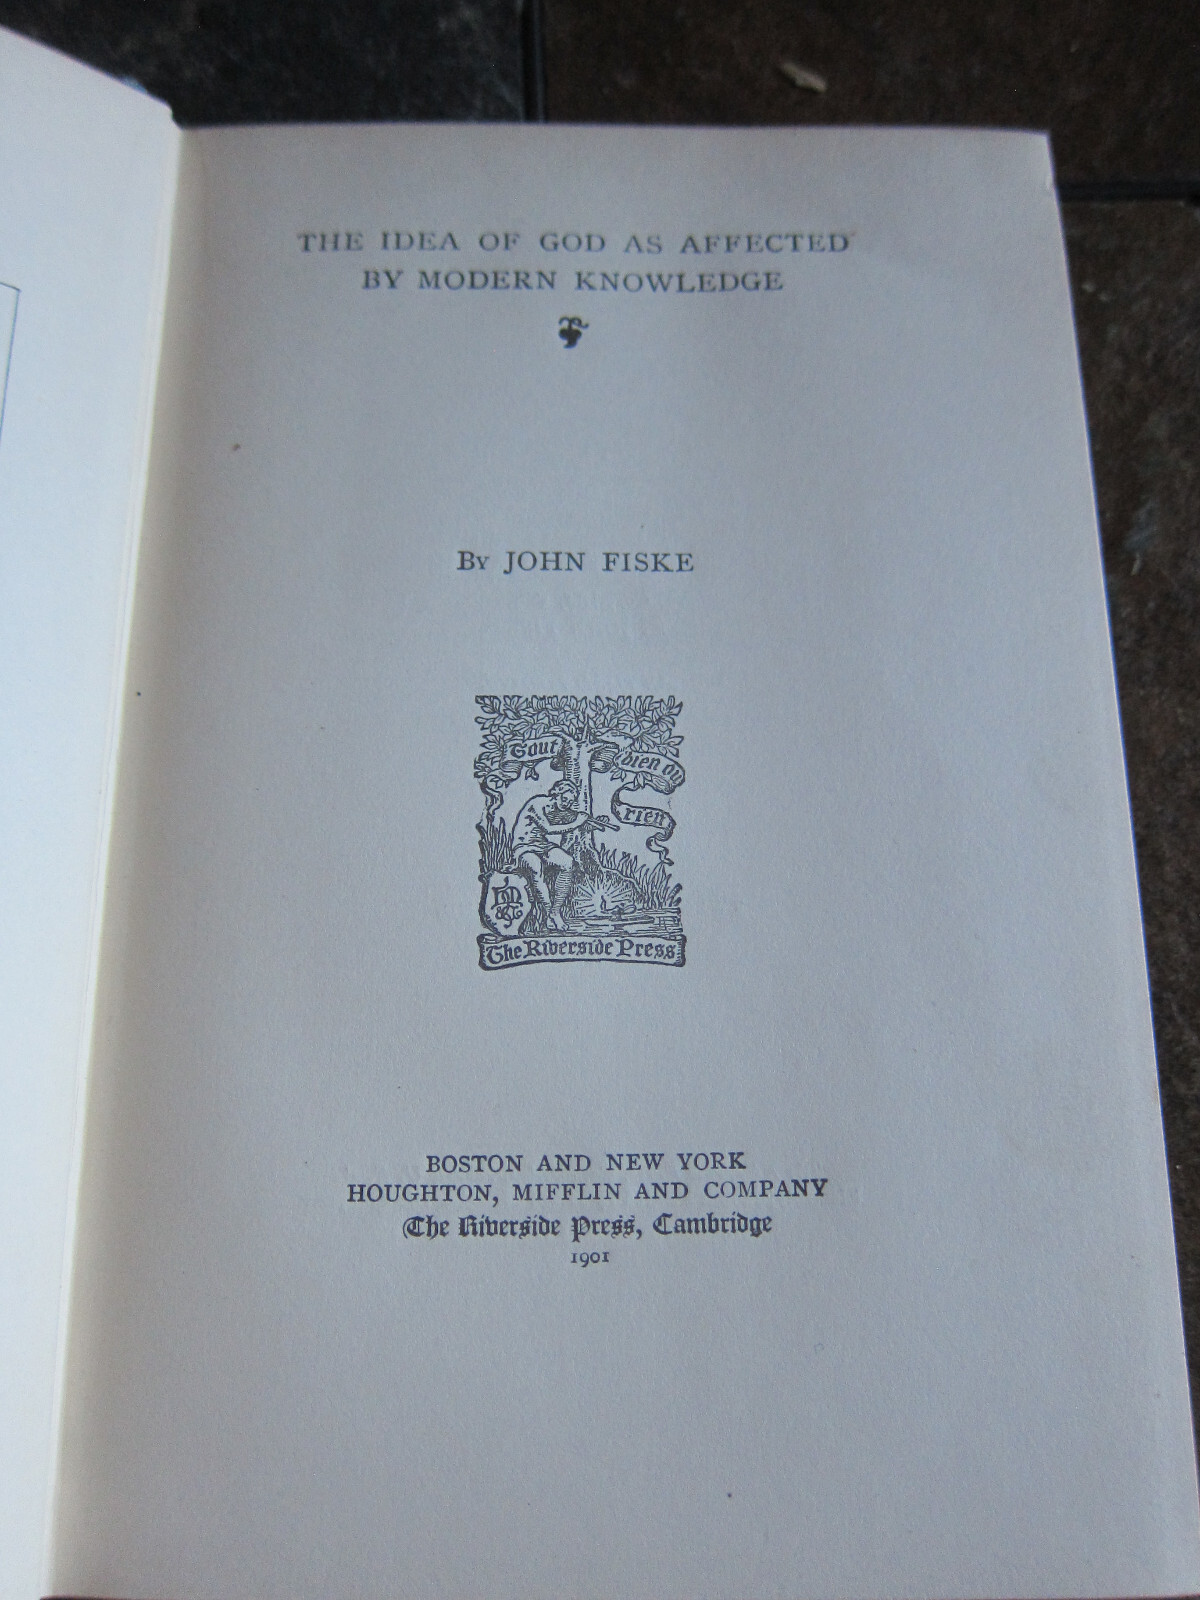 THE IDEA OF GOD AS AFFECTED
BY MODERN KNOWLEDGE
BY JOHN FISKE
Tout
bien ou
rien
The Riverside Press
BOSTON AND NEW YORK
HOUGHTON, MIFFLIN AND COMPANY
The Riverside Press, Cambridge
1901